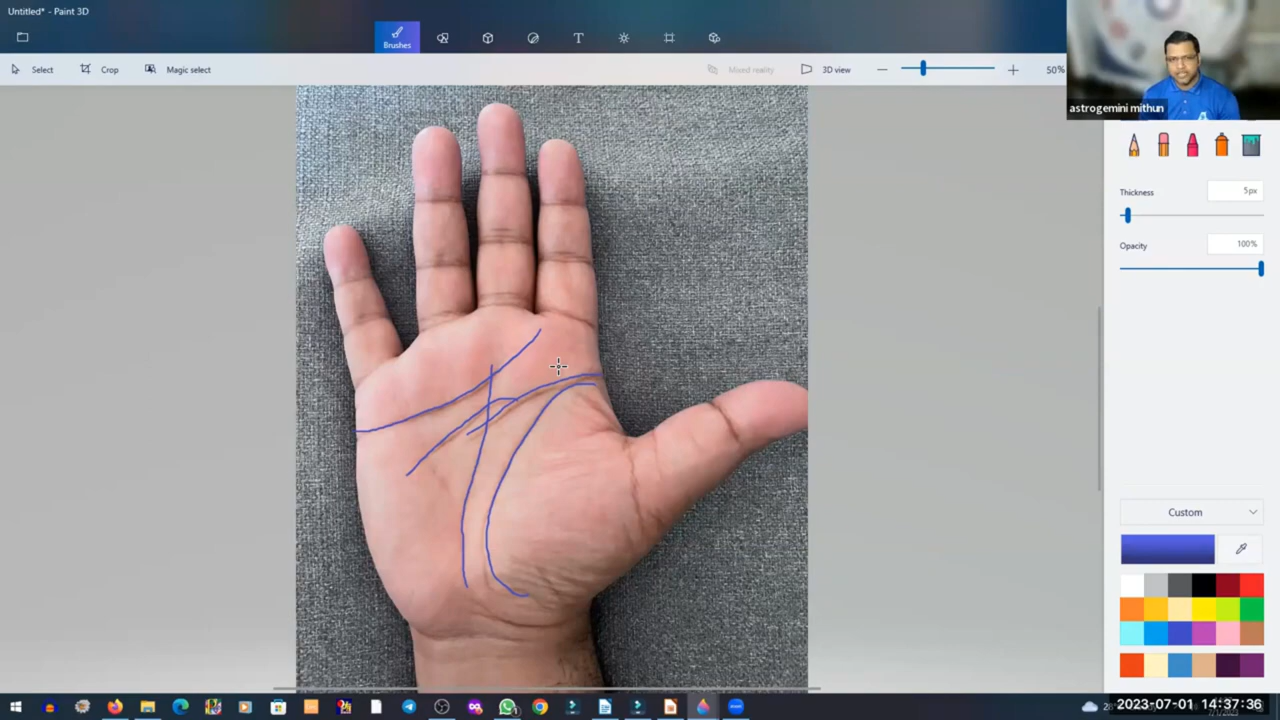 Untitled* - Paint 3D
Brushes
Select
Crop
Magic select
Mixed reality
3D view
50%
astrogemini mithun
Thickness
5px
Opacity
100%
Custom
2023-07-01 14:37:36